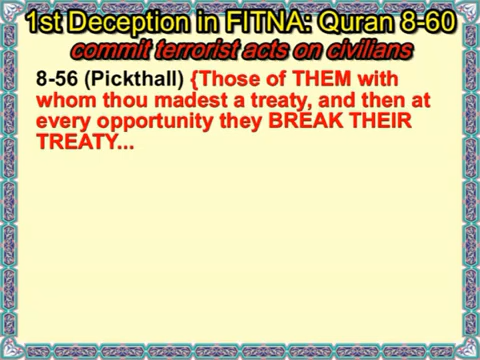 1st Deception in FITNA: Quran 8-60
commit terrorist acts on civilians
8-56 (Pickthall) {Those of THEM with
whom thou madest a treaty, and then at
every opportunity they BREAK THEIR
TREATY...